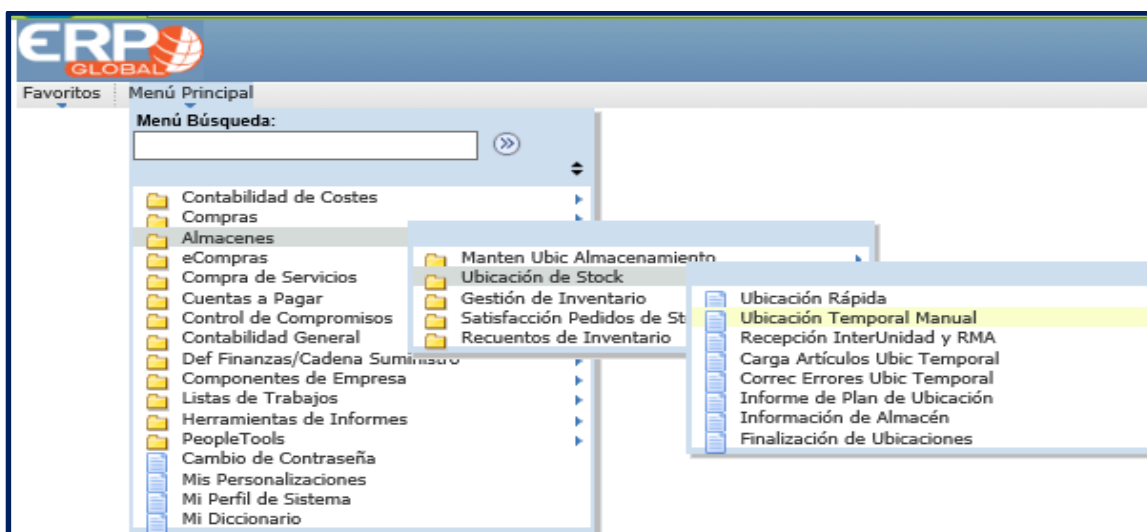 ERP
GLOBAL
Favoritos Menú Principal
Menú Búsqueda:
Contabilidad de Costes
Compras
Almacenes
eCompras
Compra de Servicios
Cuentas a Pagar
Control de Compromisos
Contabilidad General
Def Finanzas/Cadena Suministro
Componentes de Empresa
Listas de Trabajos
Herramientas de Informes
PeopleTools
Cambio de Contraseña
Mis Personalizaciones
Mi Perfil de Sistema
Mi Diccionario
Manten Ubic Almacenamiento
Ubicación de Stock
Gestión de Inventario
Satisfacción Pedidos de St
Recuentos de Inventario
Ubicación Rápida
Ubicación Temporal Manual
Recepción InterUnidad y RMA
Carga Artículos Ubic Temporal
Correc Errores Ubic Temporal
Informe de Plan de Ubicación
Información de Almacén
Finalización de Ubicaciones